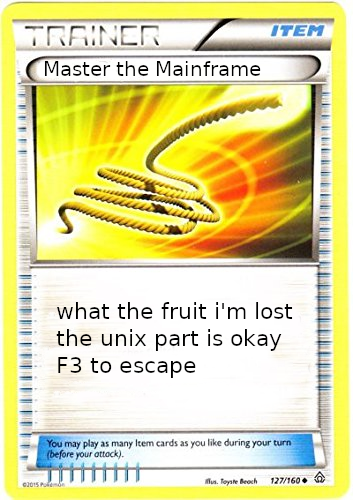 TRAINER
ITEM
Master the Mainframe
what the fruit i'm lost
the unix part is okay
F3 to escape
You may play as many Item cards as you like during your turn
(before your attack).
©2015 Pokémon
Illus. Toyste Beach
127/160